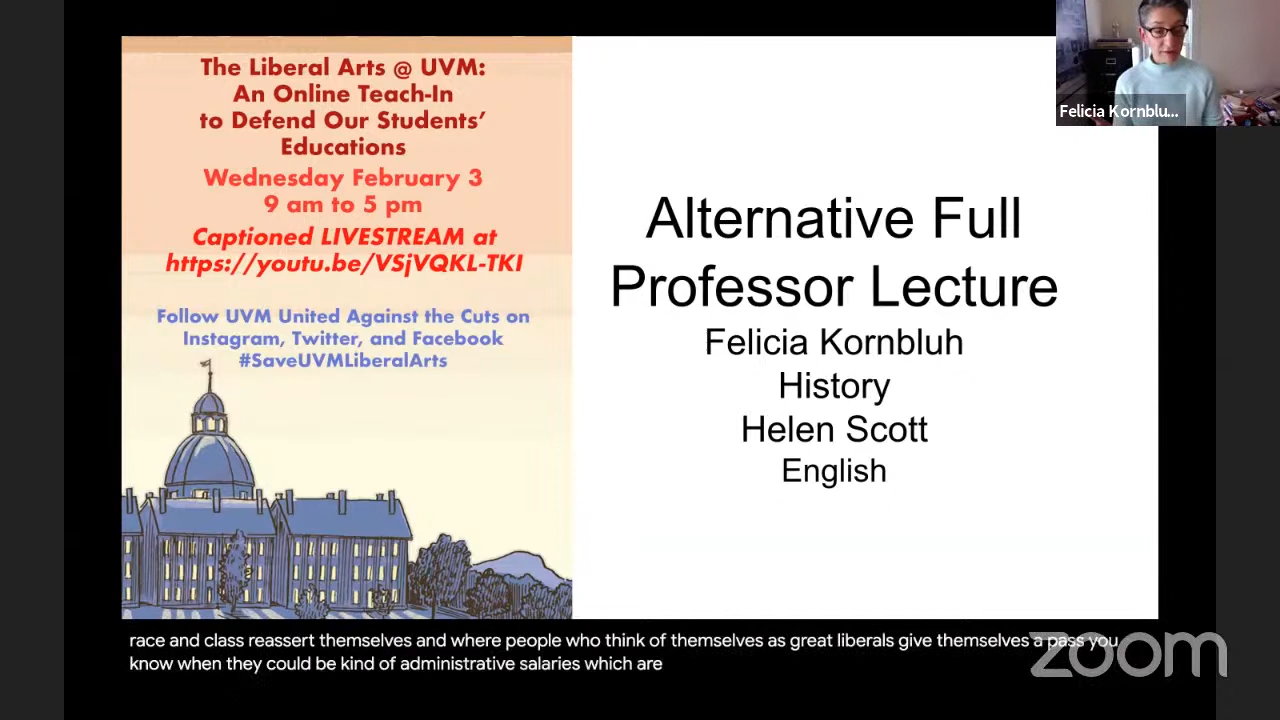 The Liberal Arts @ UVM:
An Online Teach-In
to Defend Our Students'
Educations
Wednesday February 3
9 am to 5 pm
Captioned LIVESTREAM at
https://youtu.be/VSjVQKL-TKI
Follow UVM United Against the Cuts on
Instagram, Twitter, and Facebook
#SaveUVMLiberalArts
Alternative Full
Professor Lecture
Felicia Kornbluh
History
Helen Scott
English
Felicia Kornblu...
race and class reassert themselves and where people who think of themselves as great liberals give themselves a pass you
know when they could be kind of administrative salaries which are
zoom